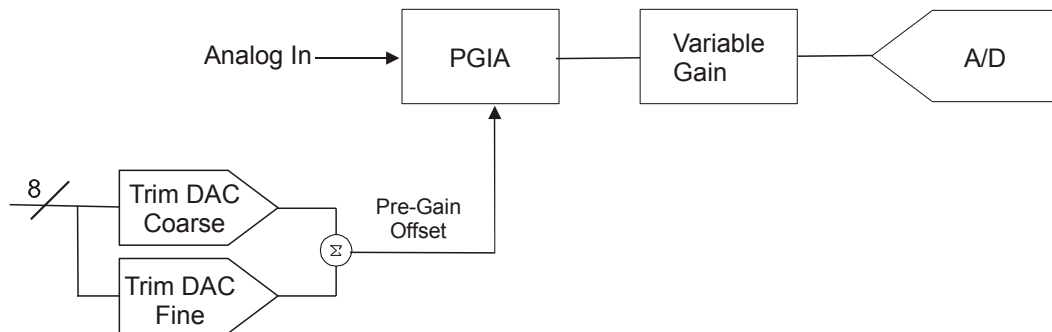 Analog In
PGIA
Variable
Gain
A/D
8
Trim DAC
Coarse
Pre-Gain
Offset
Σ
Trim DAC
Fine